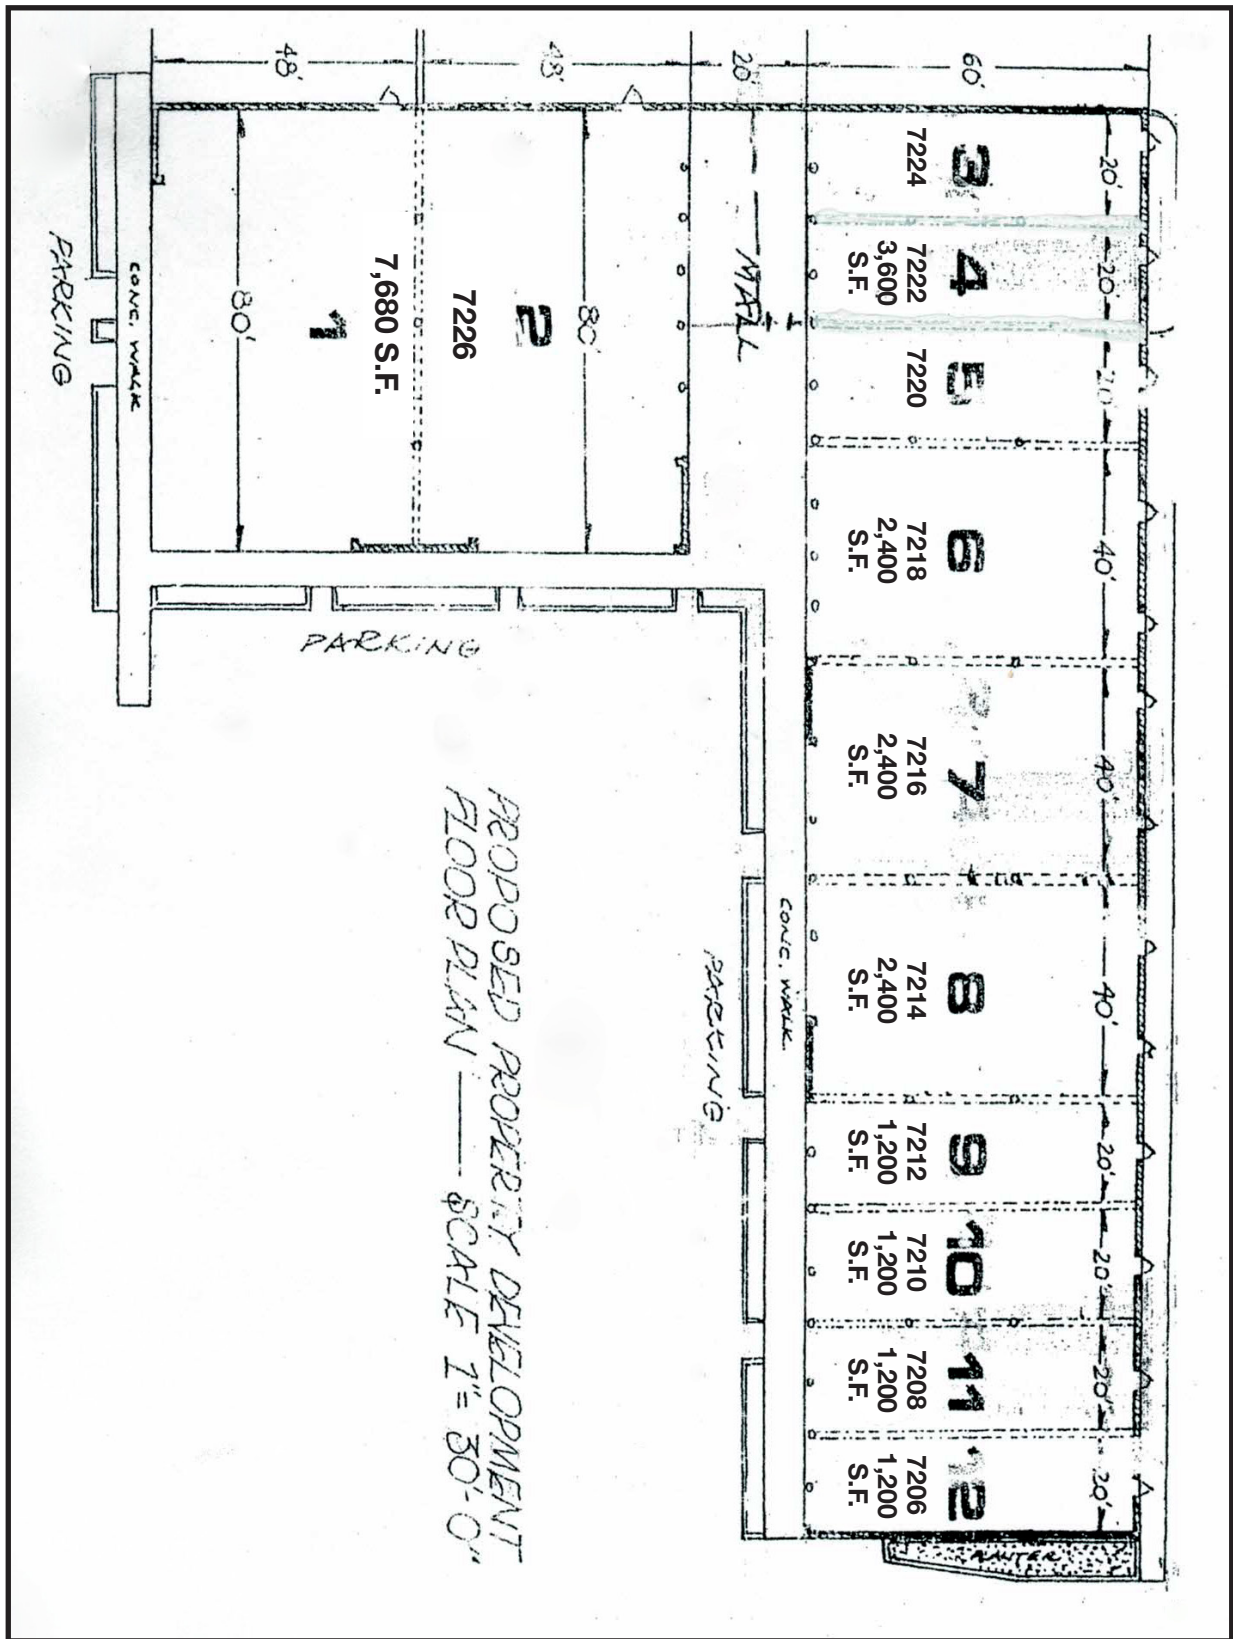 60'
20'
48'
48'
20'
20'
20'
40'
40'
40'
20'
20'
20'
20'
3
7224
4
7222
3,600
S.F.
5
7220
6
7218
2,400
S.F.
7
7216
2,400
S.F.
8
7214
2,400
S.F.
9
7212
1,200
S.F.
10
7210
1,200
S.F.
11
7208
1,200
S.F.
12
7206
1,200
S.F.
MALL
80'
2
7226
7,680 S.F.
1
80'
CONC. WALK
PARKING
PARKING
CONC. WALK
PARKING
PROPOSED PROPERTY DEVELOPMENT
FLOOR PLAN — SCALE 1" = 30'-0"